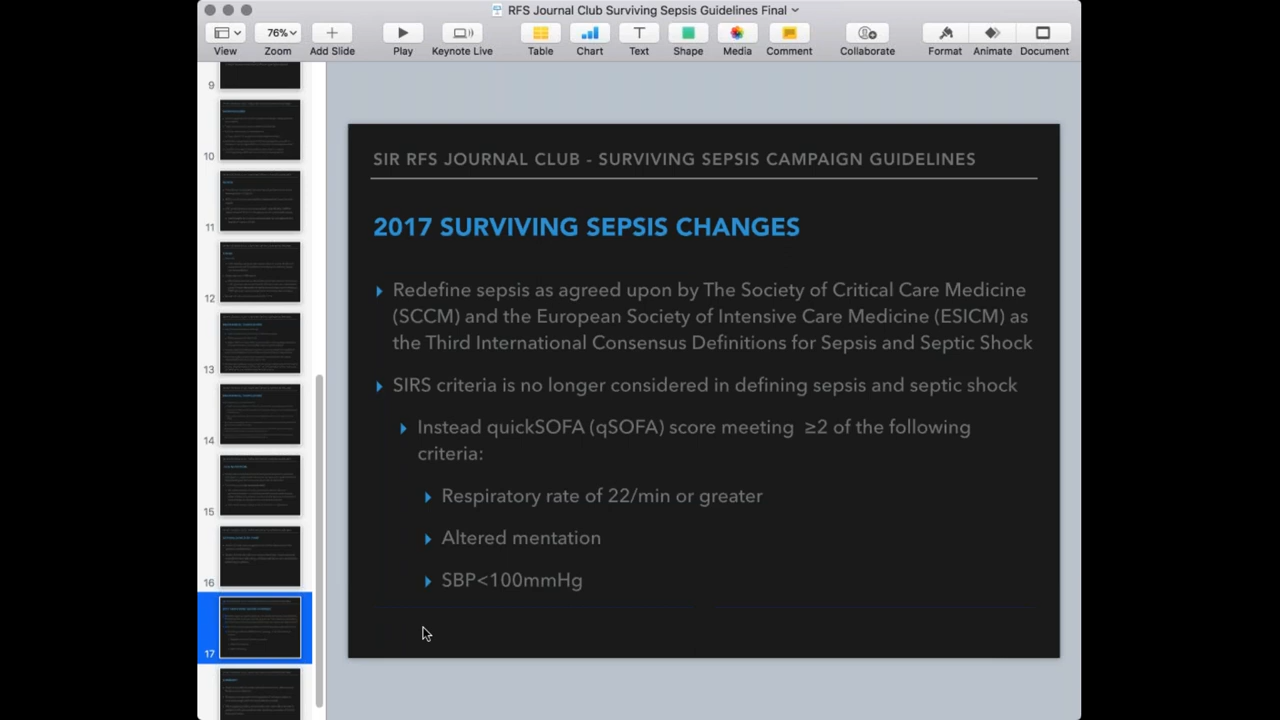 RFS Journal Club Surviving Sepsis Guidelines Final
76%
View
Zoom
Add Slide
Play
Keynote Live
Table
Chart
Text
Shape
Media
Comment
Collaborate
Format
Animate
Document
9
10
11
12
13
14
15
16
17
SIR RFS JOURNAL CLUB - SURVIVING SEPSIS CAMPAIGN GUIDELINES
2017 SURVIVING SEPSIS CHANGES
Redefine sepsis as agreed upon by The Society of Critical Care Medicine
(SCCM) and the European Society of Intensive Care Medicine (ESICM) as
the Third International Consensus Definitions for Sepsis and Septic Shock
SIRS criteria is no longer considered in defining sepsis and septic shock
Instead quickSOFA (qSOFA) score meeting ≥2 of the following
criteria:
Respiratory rate of 22/min or greater
Altered mentation
SBP<100mmHg